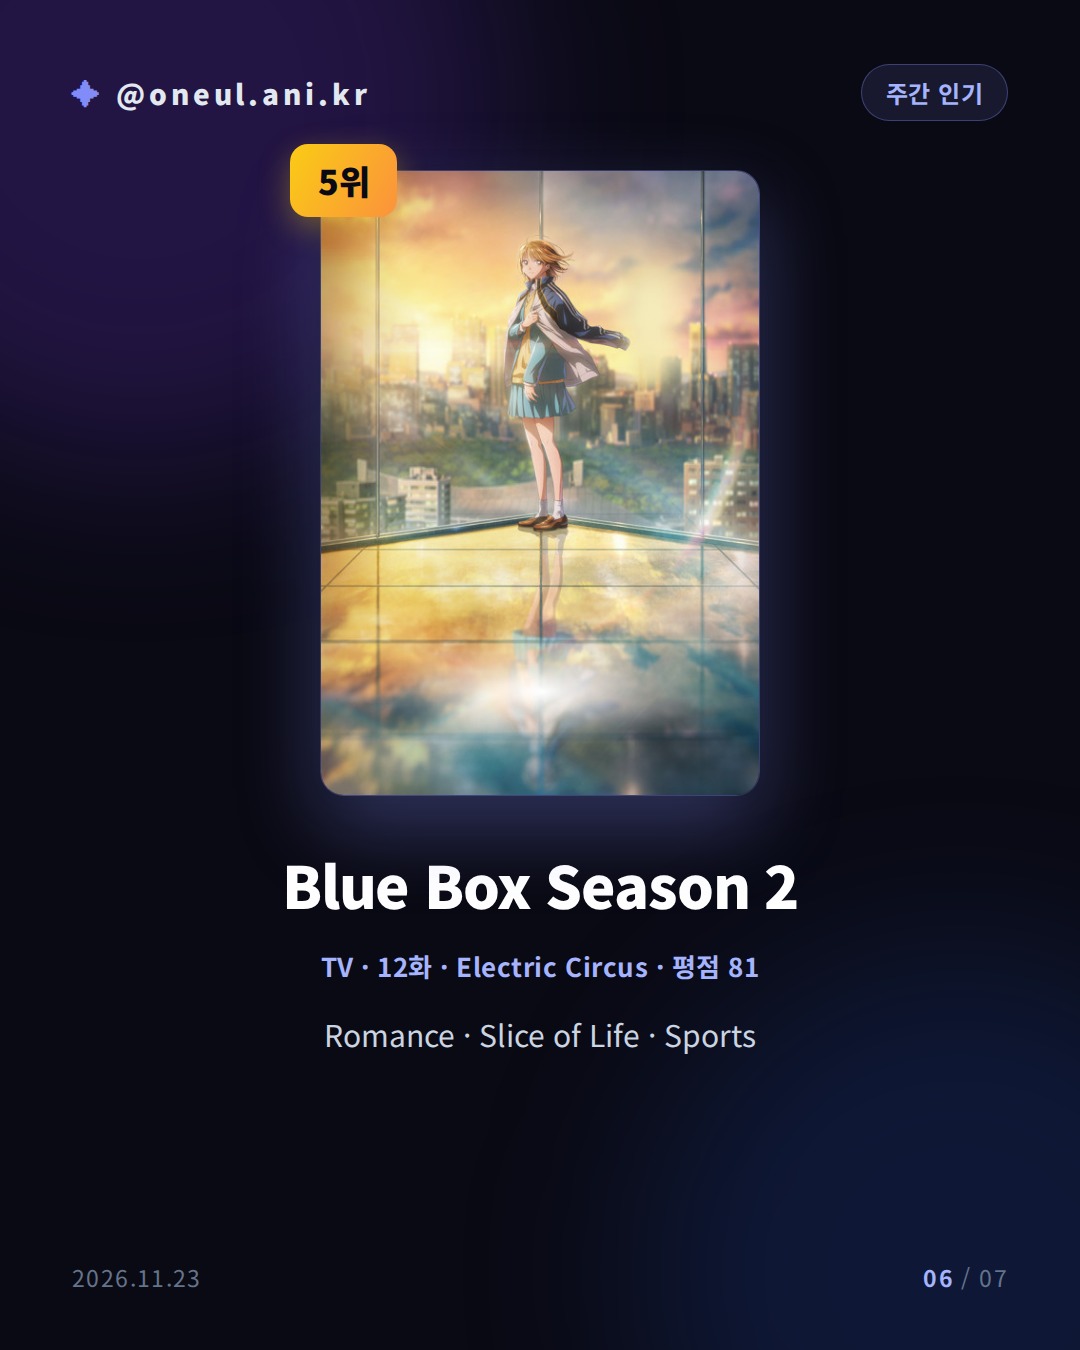 @oneul.ani.kr
주간 인기
5위
Blue Box Season 2
TV · 12화 · Electric Circus · 평점 81
Romance · Slice of Life · Sports
2026.11.23
06 / 07